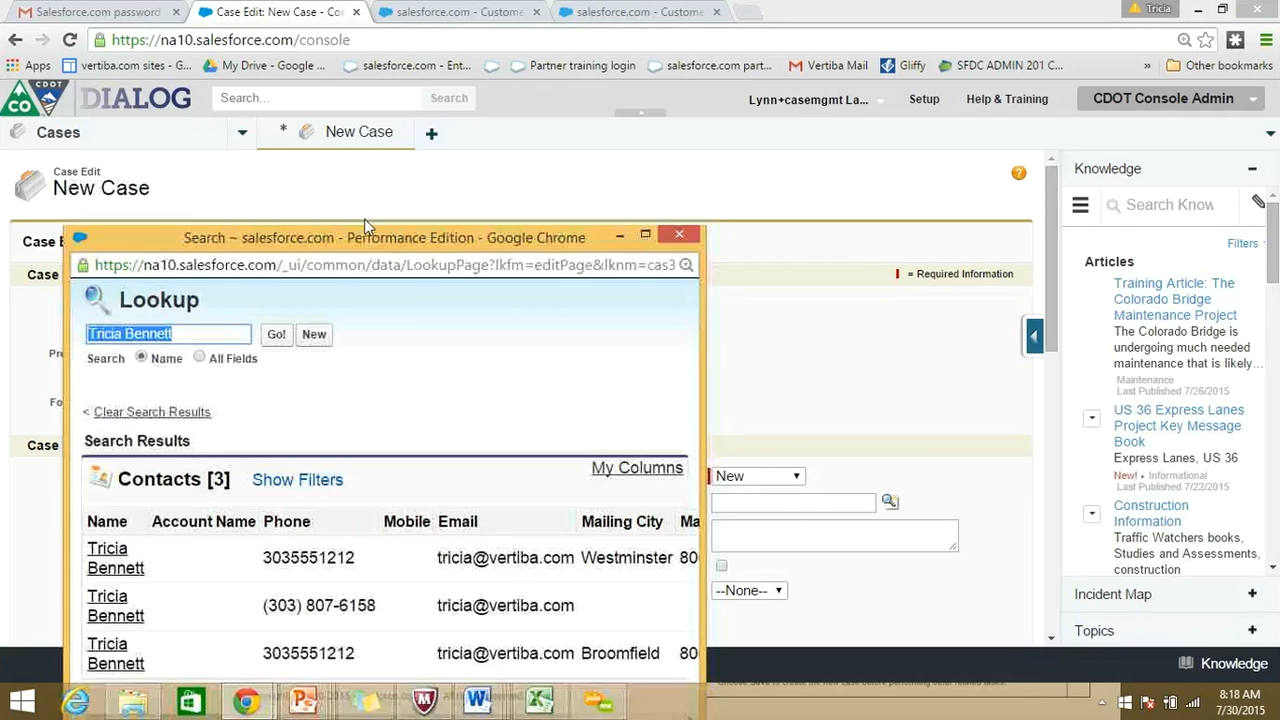 Salesforce.com password
Case Edit: New Case - Co
salesforce.com - Custome
salesforce.com - Custome
Tricia
https://na10.salesforce.com/console
Apps
vertiba.com sites - G...
My Drive - Google ...
salesforce.com - Ent...
Partner training login
salesforce.com part...
Vertiba Mail
Gliffy
SFDC ADMIN 201 C...
»
Other bookmarks
CO
CDOT
DIALOG
Search...
Search
Lynn+casemgmt La...
Setup
Help & Training
CDOT Console Admin
Cases
* New Case
Case Edit
New Case
Case E
Case
= Required Information
Search ~ salesforce.com - Performance Edition - Google Chrome
https://na10.salesforce.com/_ui/common/data/LookupPage?lkfm=editPage&lknm=cas3
Lookup
Tricia Bennett
Go!
New
Search
Name
All Fields
< Clear Search Results
Search Results
Contacts [3]
Show Filters
My Columns
Name Account Name Phone Mobile Email Mailing City Ma
Tricia
Bennett
3035551212 tricia@vertiba.com Westminster 80
Tricia
Bennett
(303) 807-6158 tricia@vertiba.com
Tricia
Bennett
3035551212 tricia@vertiba.com Broomfield 80
Pre
Fo
Case
New
--None--
Knowledge
Search Know
Filters
Articles
Training Article: The
Colorado Bridge
Maintenance Project
The Colorado Bridge is
undergoing much needed
maintenance that is likely...
Maintenance
Last Published 7/26/2015
US 36 Express Lanes
Project Key Message
Book
Express Lanes, US 36
New! • Informational
Last Published 7/22/2015
Construction
Information
Traffic Watchers books,
Studies and Assessments,
construction
Incident Map
Topics
Knowledge
8:18 AM
7/30/2015